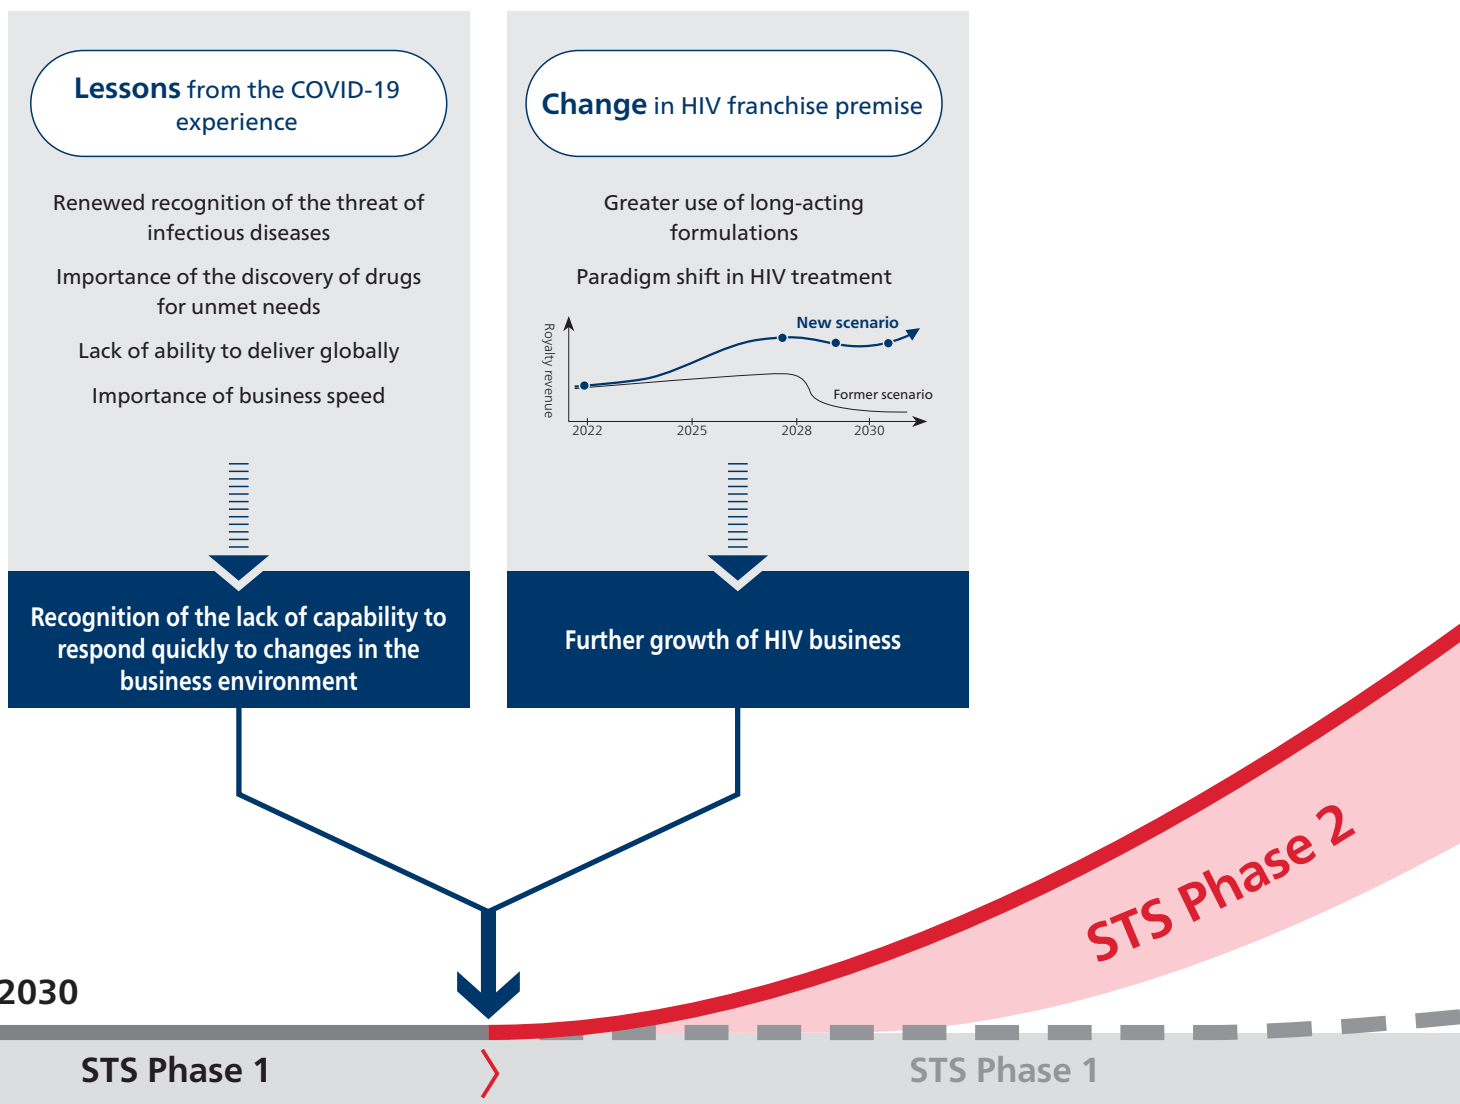 Lessons from the COVID-19
experience
Renewed recognition of the threat of
infectious diseases
Importance of the discovery of drugs
for unmet needs
Lack of ability to deliver globally
Importance of business speed
Recognition of the lack of capability to
respond quickly to changes in the
business environment
Change in HIV franchise premise
Greater use of long-acting
formulations
Paradigm shift in HIV treatment
Royalty revenue
New scenario
Former scenario
2022 2025 2028 2030
Further growth of HIV business
STS Phase 2
2030
STS Phase 1
STS Phase 1